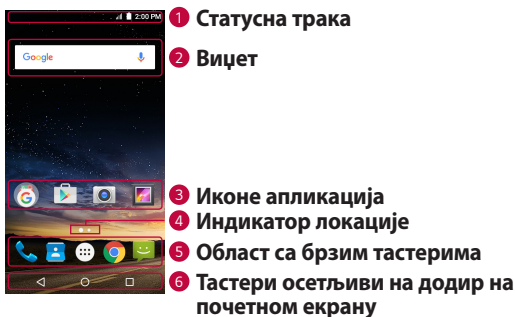 2:00 PM
1 Статусна трака
Google
2 Виџет
3 Иконе апликација
4 Индикатор локације
5 Област са брзим тастерима
6 Тастери осетљиви на додир на
почетном екрану